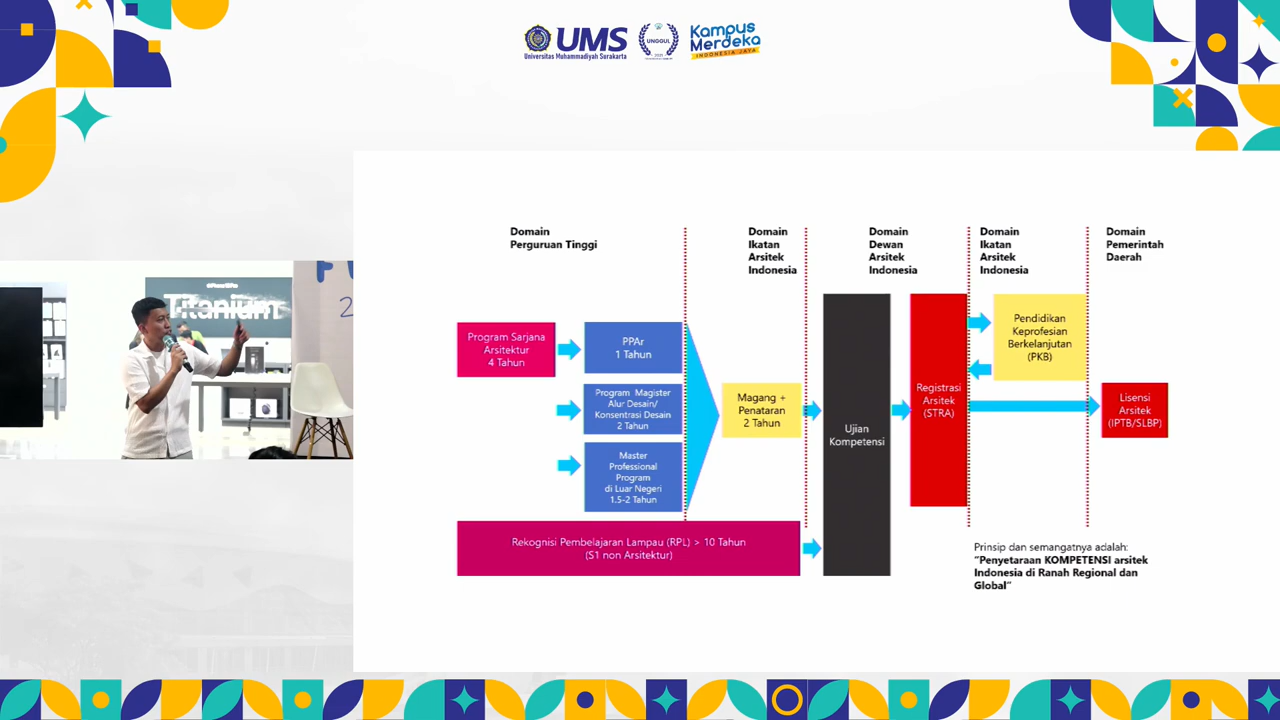 UMS
Universitas Muhammadiyah Surakarta
UNGGUL
Kampus
Merdeka
INDONESIA JAYA
Titanium
2
Domain
Perguruan Tinggi
Domain
Ikatan
Arsitek
Indonesia
Domain
Dewan
Arsitek
Indonesia
Domain
Ikatan
Arsitek
Indonesia
Domain
Pemerintah
Daerah
Program Sarjana
Arsitektur
4 Tahun
PPAr
1 Tahun
Program Magister
Alur Desain/
Konsentrasi Desain
2 Tahun
Master
Professional
Program
di Luar Negeri
1.5-2 Tahun
Magang +
Penataran
2 Tahun
Rekognisi Pembelajaran Lampau (RPL) > 10 Tahun
(S1 non Arsitektur)
Ujian
Kompetensi
Registrasi
Arsitek
(STRA)
Pendidikan
Keprofesian
Berkelanjutan
(PKB)
Lisensi
Arsitek
(IPTB/SLBP)
Prinsip dan semangatnya adalah:
“Penyetaraan KOMPETENSI arsitek
Indonesia di Ranah Regional dan
Global”